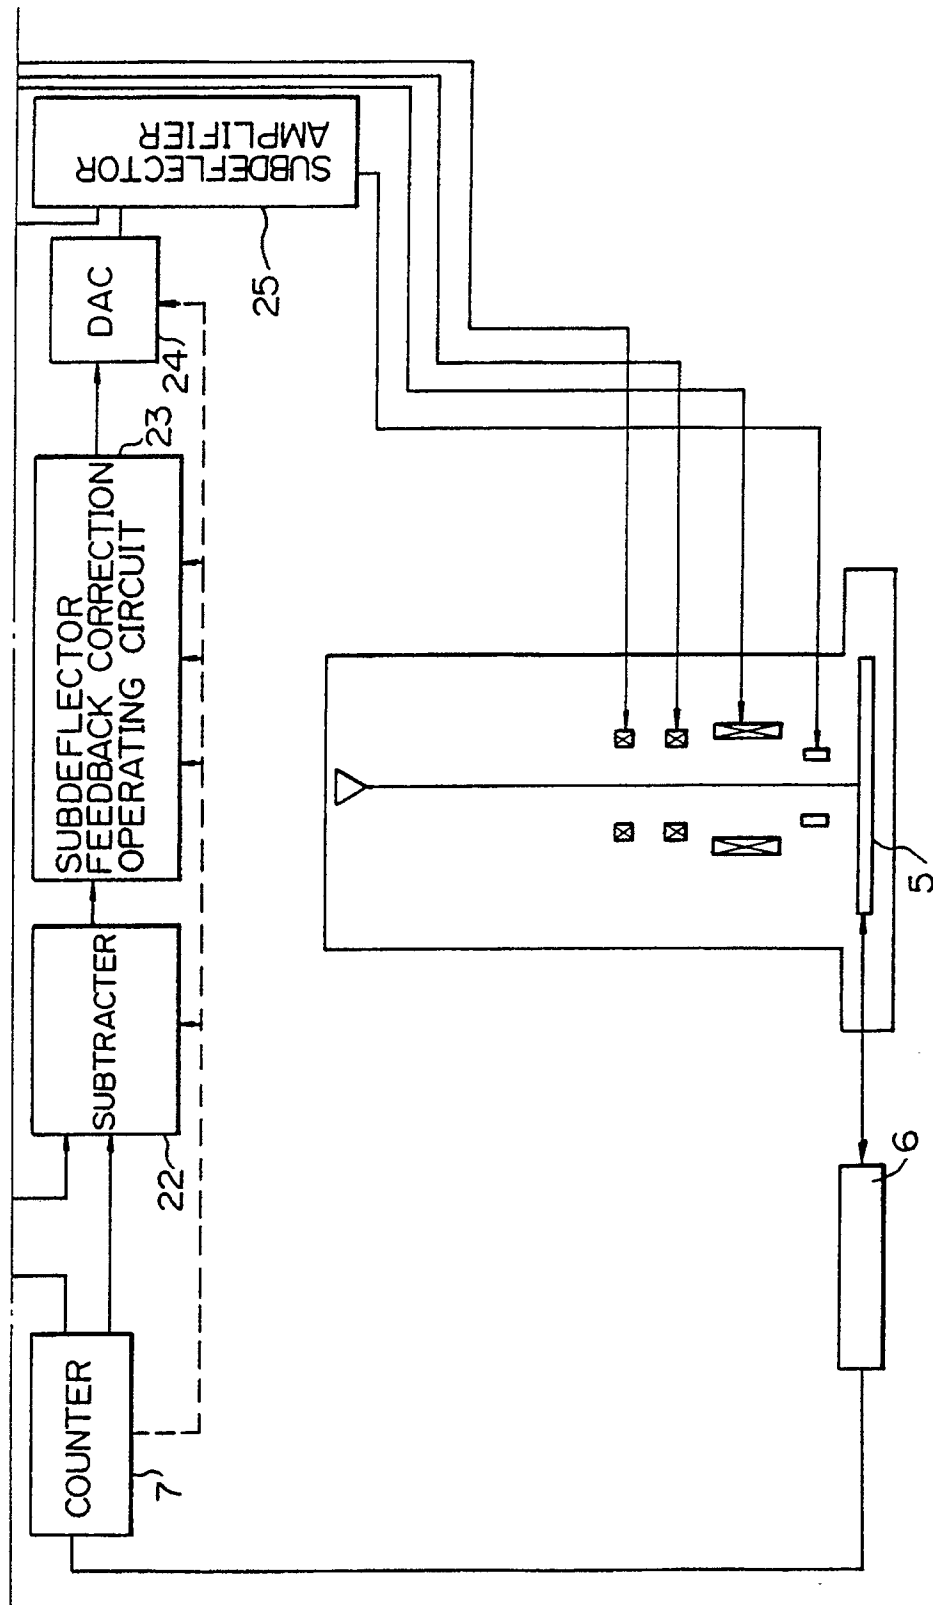 COUNTER
7
SUBTRACTER
22
SUBDEFLECTOR
FEEDBACK CORRECTION
OPERATING CIRCUIT
23
DAC
24
SUBDEFLECTOR
AMPLIFIER
25
5
6